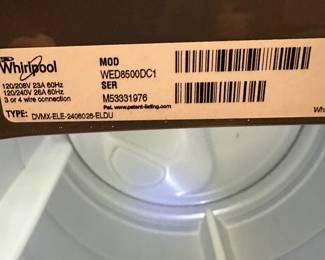 Whirlpool
120/208V 23A 60Hz
120/240V 26A 60Hz
3 or 4 wire connection
MOD
WED8500DC1
SER
M53331976
Pat. www.patent-listing.com
TYPE: DVMX-ELE-2406026-ELDU